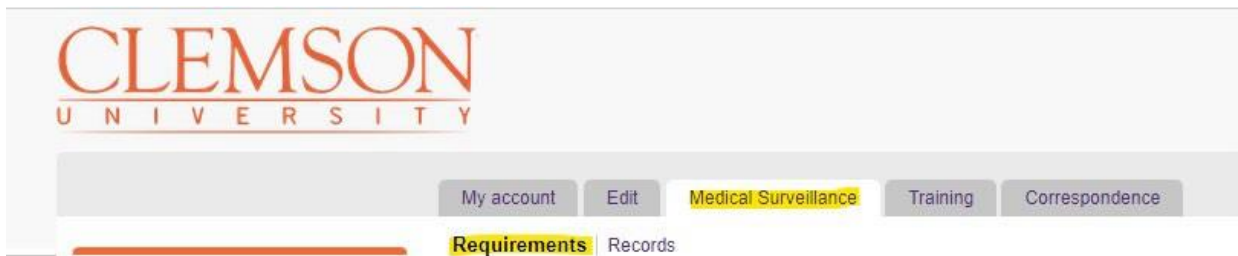 CLEMSON
UNIVERSITY
My account Edit Medical Surveillance Training Correspondence
Requirements Records